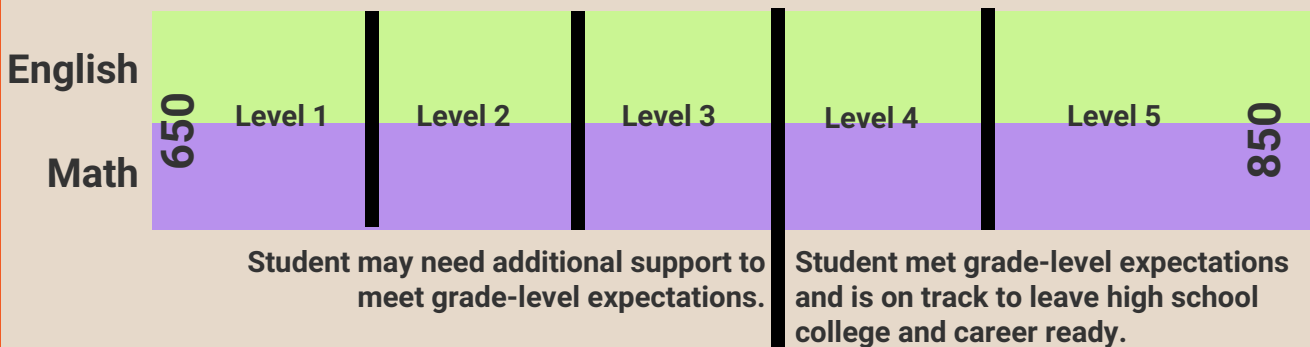 English
650
Level 1
Level 2
Level 3
Level 4
Level 5
850
Math
Student may need additional support to
meet grade-level expectations.
Student met grade-level expectations
and is on track to leave high school
college and career ready.